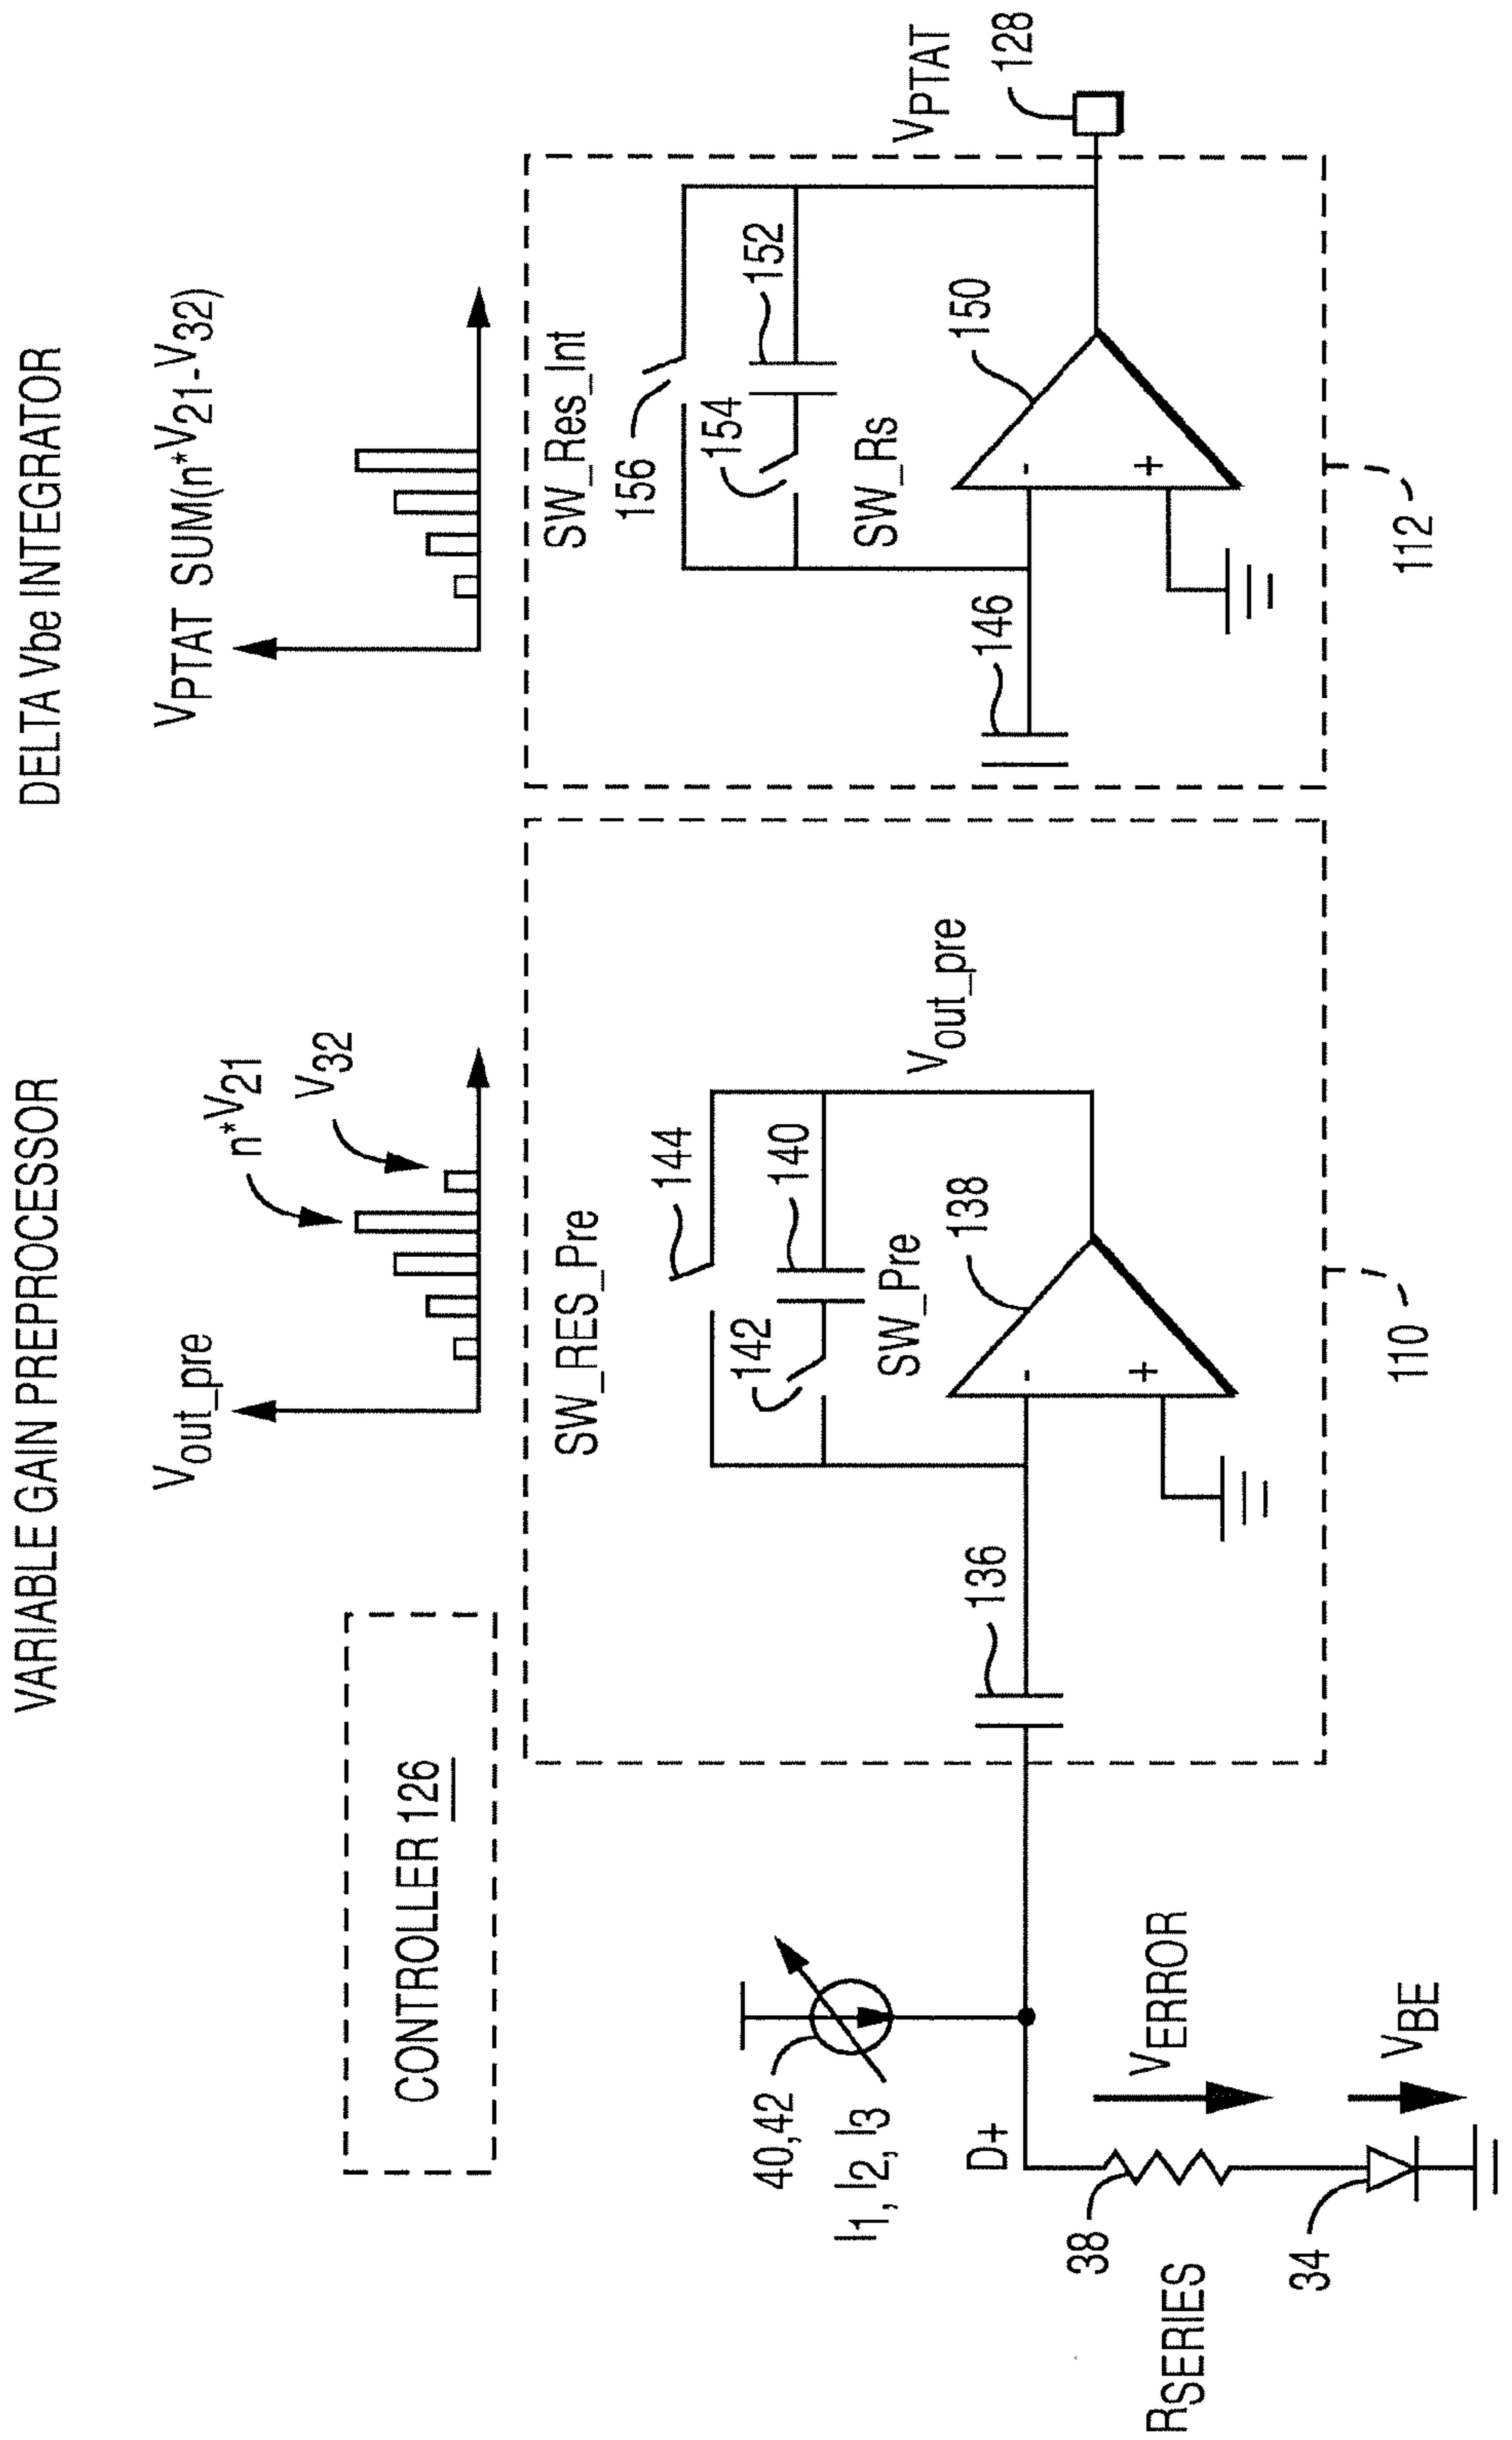 VARIABLE GAIN PREPROCESSOR
DELTA Vbe INTEGRATOR
Vout_pre
n*V21
V32
VPTAT SUM(n*V21-V32)
CONTROLLER 126
SW_RES_Pre
144
142
140
SW_Pre
138
Vout_pre
136
-
+
110
SW_Res_Int
156
154
152
SW_Rs
150
146
-
+
VPTAT
128
112
40,42
I1, I2, I3
D+
VERROR
VBE
38
RSERIES
34